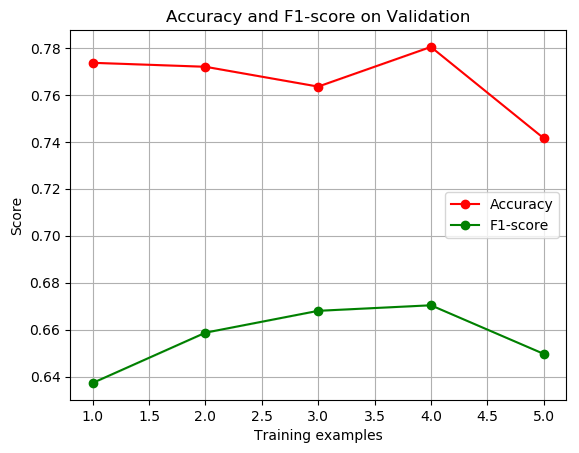 Accuracy and F1-score on Validation
0.78
0.76
0.74
0.72
0.70
0.68
0.66
0.64
Score
Accuracy
F1-score
1.0 1.5 2.0 2.5 3.0 3.5 4.0 4.5 5.0
Training examples